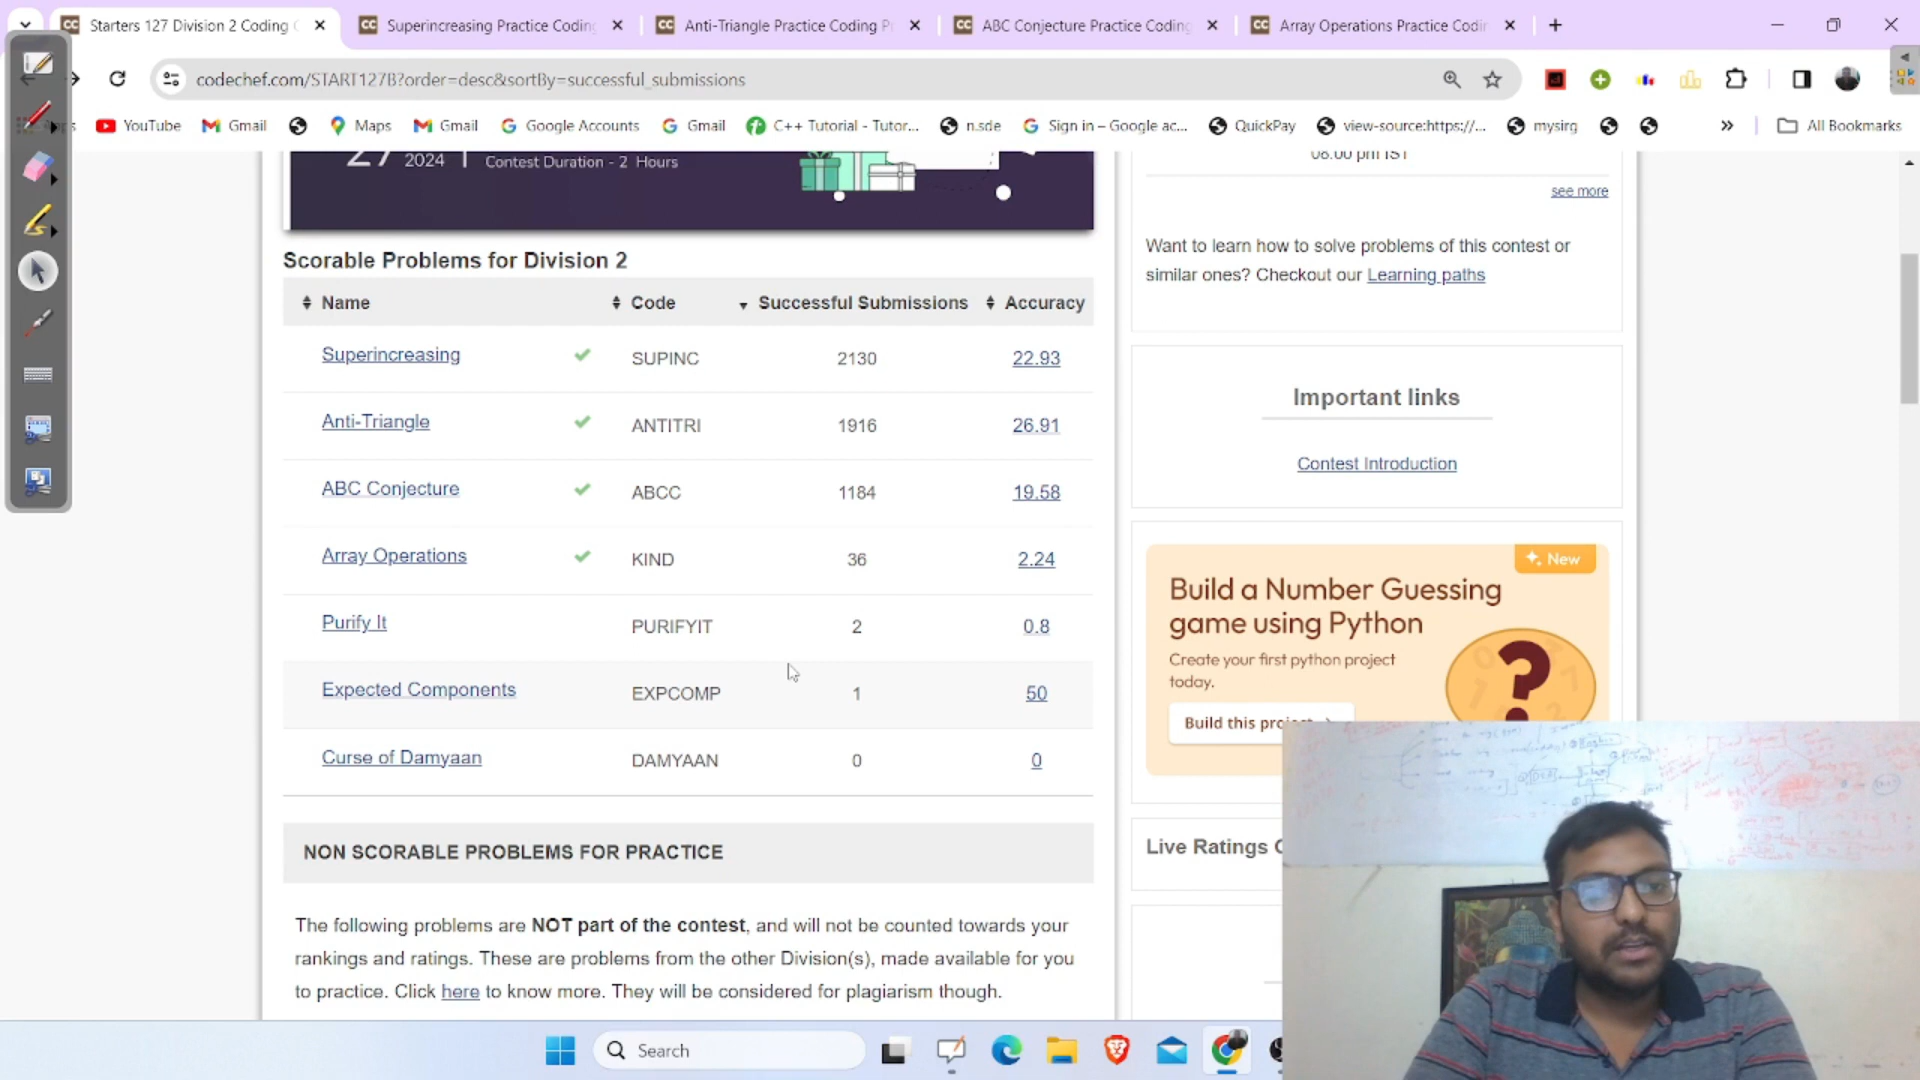 Starters 127 Division 2 Coding C
Superincreasing Practice Coding
Anti-Triangle Practice Coding P
ABC Conjecture Practice Coding
Array Operations Practice Codin
codechef.com/START127B?order=desc&sortBy=successful_submissions
YouTube
Gmail
Maps
Gmail
Google Accounts
Gmail
C++ Tutorial - Tutor...
n.sde
Sign in – Google ac...
QuickPay
view-source:https://...
mysirg
All Bookmarks
27 2024
Contest Duration - 2 Hours
08:00 pm IST
see more
Want to learn how to solve problems of this contest or
similar ones? Checkout our Learning paths
Scorable Problems for Division 2
Name Code Successful Submissions Accuracy
Superincreasing SUPINC 2130 22.93
Anti-Triangle ANTITRI 1916 26.91
ABC Conjecture ABCC 1184 19.58
Array Operations KIND 36 2.24
Purify It PURIFYIT 2 0.8
Expected Components EXPCOMP 1 50
Curse of Damyaan DAMYAAN 0 0
Important links
Contest Introduction
New
Build a Number Guessing
game using Python
Create your first python project
today.
Build this project
Live Ratings
NON SCORABLE PROBLEMS FOR PRACTICE
The following problems are NOT part of the contest, and will not be counted towards your
rankings and ratings. These are problems from the other Division(s), made available for you
to practice. Click here to know more. They will be considered for plagiarism though.
Search